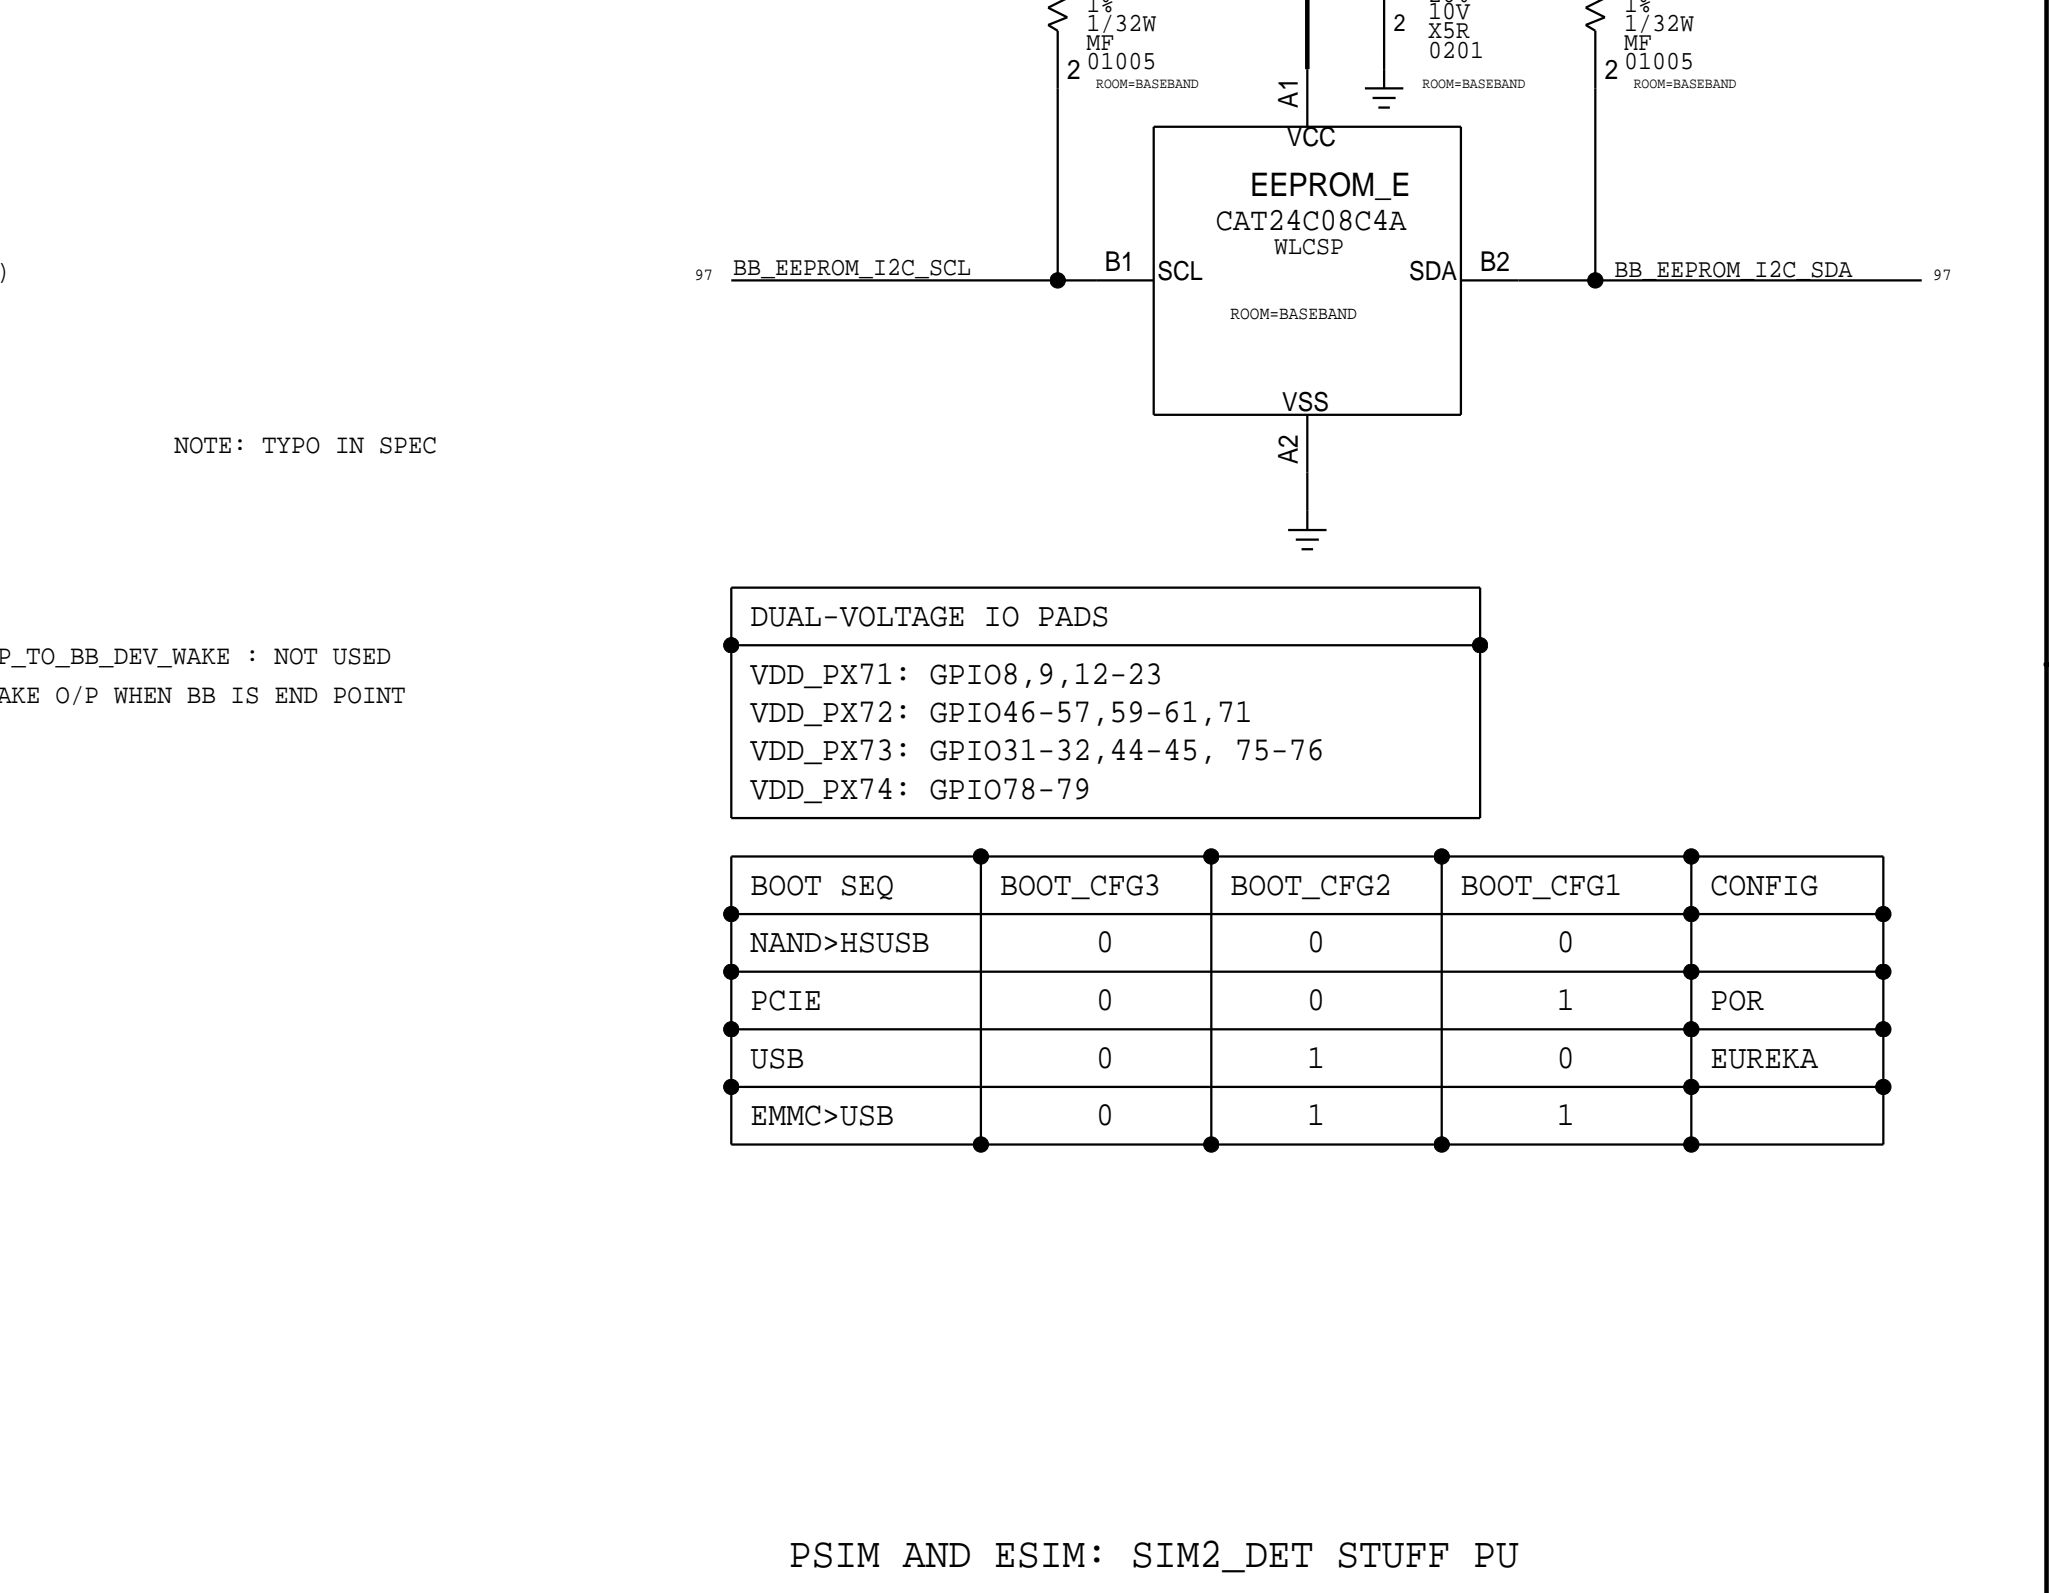 1%
1/32W
MF
01005
2
ROOM=BASEBAND
10V
X5R
0201
2
ROOM=BASEBAND
1%
1/32W
MF
01005
2
ROOM=BASEBAND
A1
VCC
EEPROM_E
CAT24C08C4A
WLCSP
97 BB_EEPROM_I2C_SCL B1 SCL SDA B2 BB_EEPROM_I2C_SDA 97
)
ROOM=BASEBAND
VSS
A2
NOTE: TYPO IN SPEC
DUAL-VOLTAGE IO PADS
P_TO_BB_DEV_WAKE : NOT USED
AKE O/P WHEN BB IS END POINT
VDD_PX71: GPIO8,9,12-23
VDD_PX72: GPIO46-57,59-61,71
VDD_PX73: GPIO31-32,44-45, 75-76
VDD_PX74: GPIO78-79
BOOT SEQ BOOT_CFG3 BOOT_CFG2 BOOT_CFG1 CONFIG
NAND>HSUSB 0 0 0
PCIE 0 0 1 POR
USB 0 1 0 EUREKA
EMMC>USB 0 1 1
PSIM AND ESIM: SIM2_DET STUFF PU